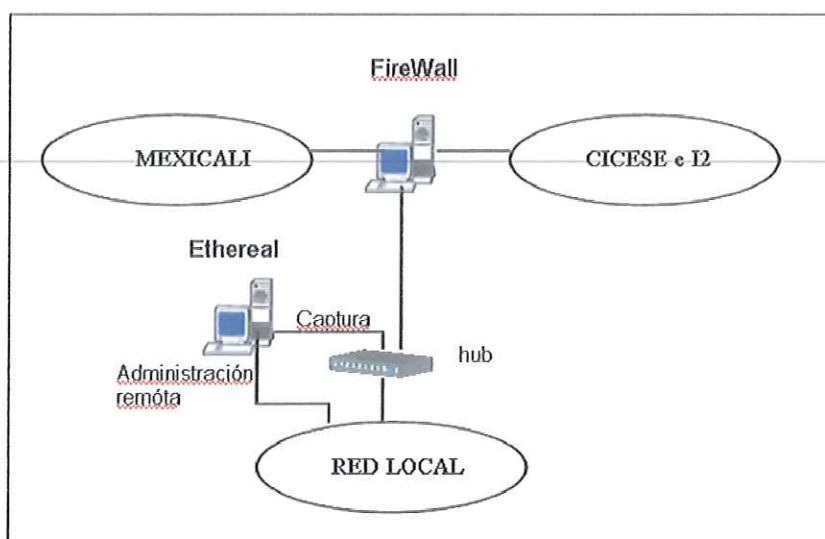 FireWall
MEXICALI
CICESE e I2
Ethereal
Captura
hub
Administración
remóta
RED LOCAL